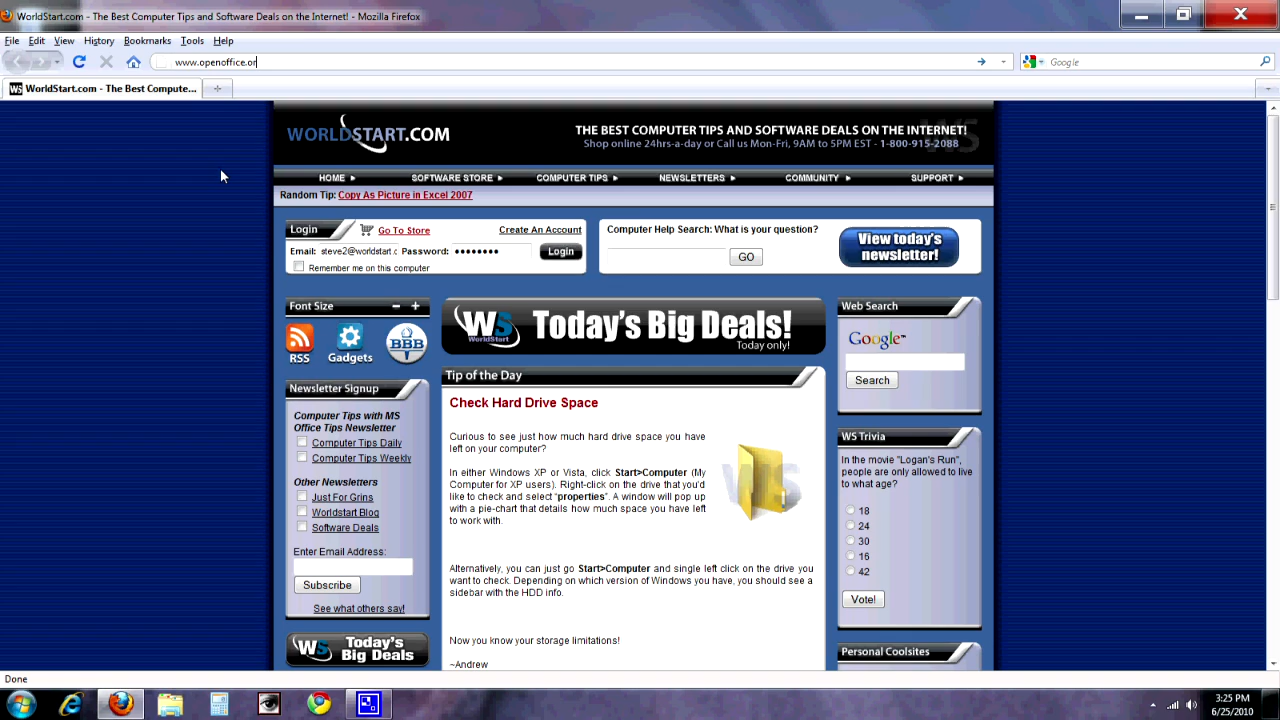 WorldStart.com - The Best Computer Tips and Software Deals on the Internet! - Mozilla Firefox
File Edit View History Bookmarks Tools Help
www.openoffice.or
Google
WS WorldStart.com - The Best Compute...
WORLDSTART.COM
THE BEST COMPUTER TIPS AND SOFTWARE DEALS ON THE INTERNET!
Shop online 24hrs-a-day or Call us Mon-Fri, 9AM to 5PM EST - 1-800-915-2088
HOME SOFTWARE STORE COMPUTER TIPS NEWSLETTERS COMMUNITY SUPPORT
Random Tip: Copy As Picture in Excel 2007
Login Go To Store Create An Account
Email: steve2@worldstart.c Password: Login
Remember me on this computer
Computer Help Search: What is your question?
GO
View today's
newsletter!
Font Size - +
RSS Gadgets BBB
Newsletter Signup
Computer Tips with MS
Office Tips Newsletter
Computer Tips Daily
Computer Tips Weekly
Other Newsletters
Just For Grins
Worldstart Blog
Software Deals
Enter Email Address:
Subscribe
See what others say!
WS Today's
Big Deals
WS WorldStart Today's Big Deals!
Today only!
Tip of the Day
Check Hard Drive Space
Curious to see just how much hard drive space you have
left on your computer?
In either Windows XP or Vista, click Start>Computer (My
Computer for XP users). Right-click on the drive that you'd
like to check and select "properties". A window will pop up
with a pie-chart that details how much space you have left
to work with.
WS
Alternatively, you can just go Start>Computer and single left click on the drive you
want to check. Depending on which version of Windows you have, you should see a
sidebar with the HDD info.
Now you know your storage limitations!
~Andrew
Web Search
Google™
Search
WS Trivia
In the movie "Logan's Run",
people are only allowed to live
to what age?
18
24
30
16
42
Vote!
Personal Coolsites
Done
3:25 PM
6/25/2010